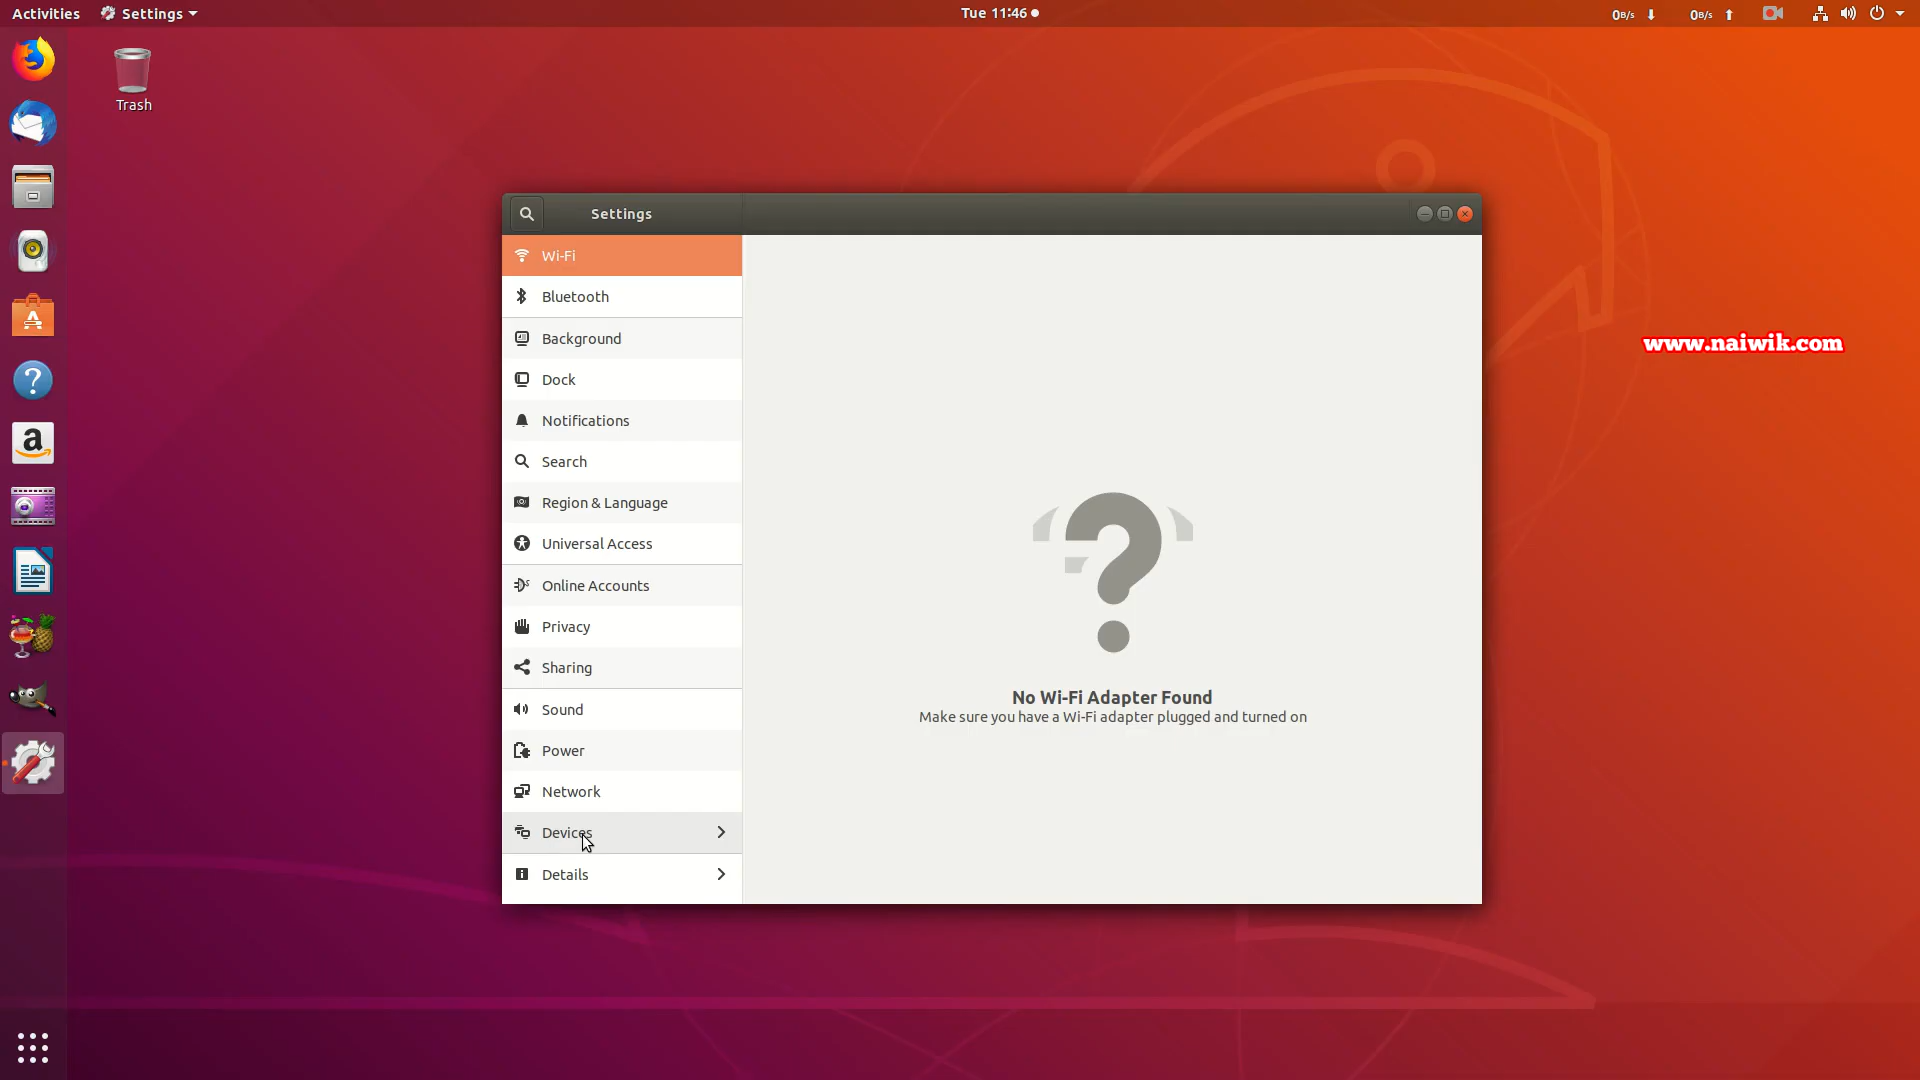 Activities
Settings
Tue 11:46
0B/s
0B/s
Trash
Settings
Wi-Fi
Bluetooth
Background
Dock
Notifications
Search
Region & Language
Universal Access
Online Accounts
Privacy
Sharing
Sound
Power
Network
Devices
Details
No Wi-Fi Adapter Found
Make sure you have a Wi-Fi adapter plugged and turned on
www.naiwik.com